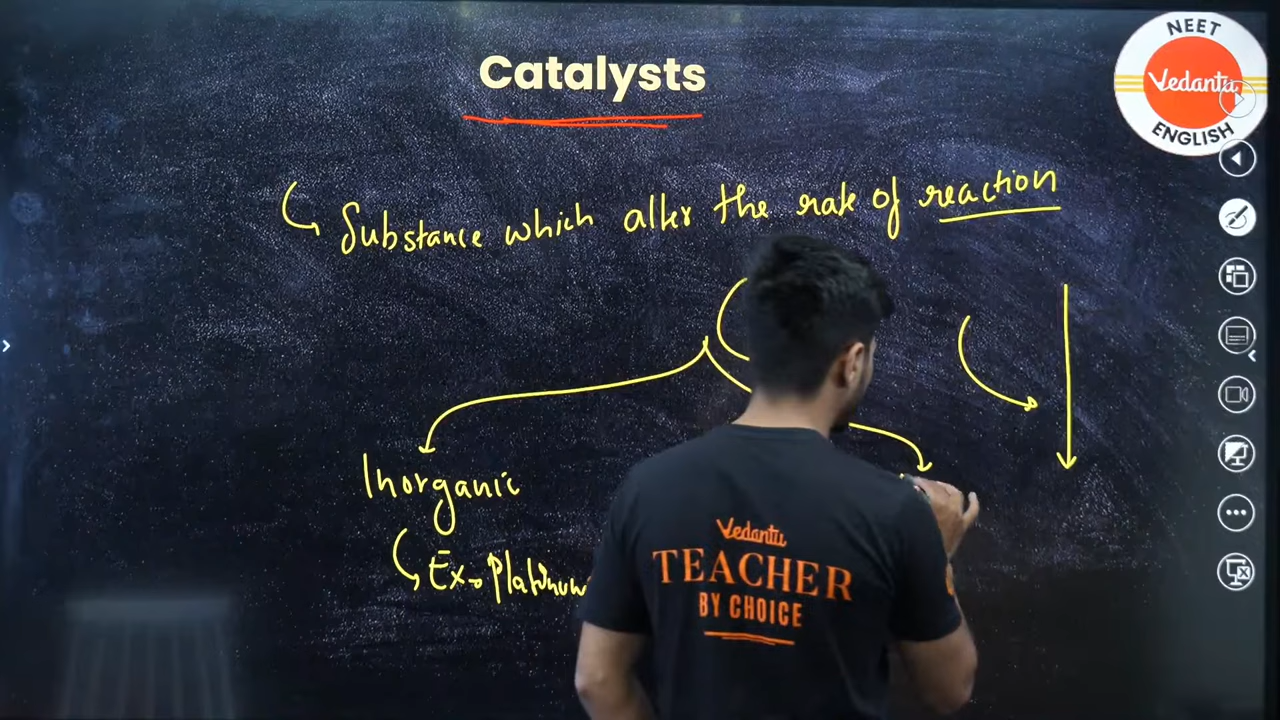 Catalysts
NEET
Vedantu
ENGLISH
Substance which alter the rate of reaction
Inorganic
Ex→ Platinum
Vedantu
TEACHER
BY CHOICE